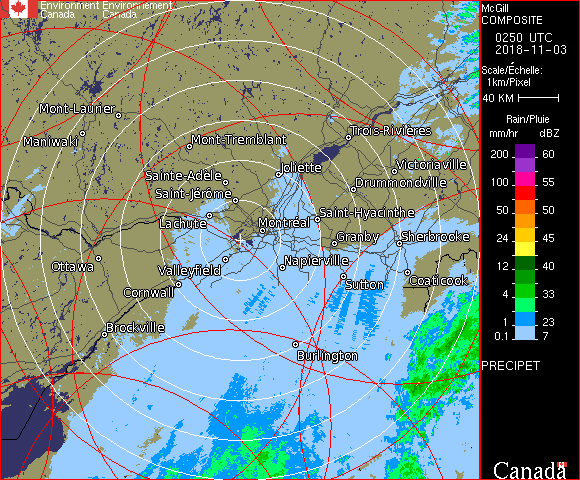 Environment Environnement
Canada Canada
McGill
COMPOSITE
0250 UTC
2018-11-03
Scale/Échelle:
1km/Pixel
40 KM
Rain/Pluie
mm/hr dBZ
200 60
100 55
50 50
24 45
12 40
4 33
1 23
0.1 7
PRECIPET
Canada
Mont-Laurier
Maniwaki
Mont-Tremblant
Trois-Rivières
Sainte-Adèle
Joliette
Victoriaville
Saint-Jérôme
Drummondville
Lachute
Montréal
Saint-Hyacinthe
Granby
Sherbrooke
Ottawa
Valleyfield
Napierville
Cornwall
Sutton
Coaticook
Brockville
Burlington